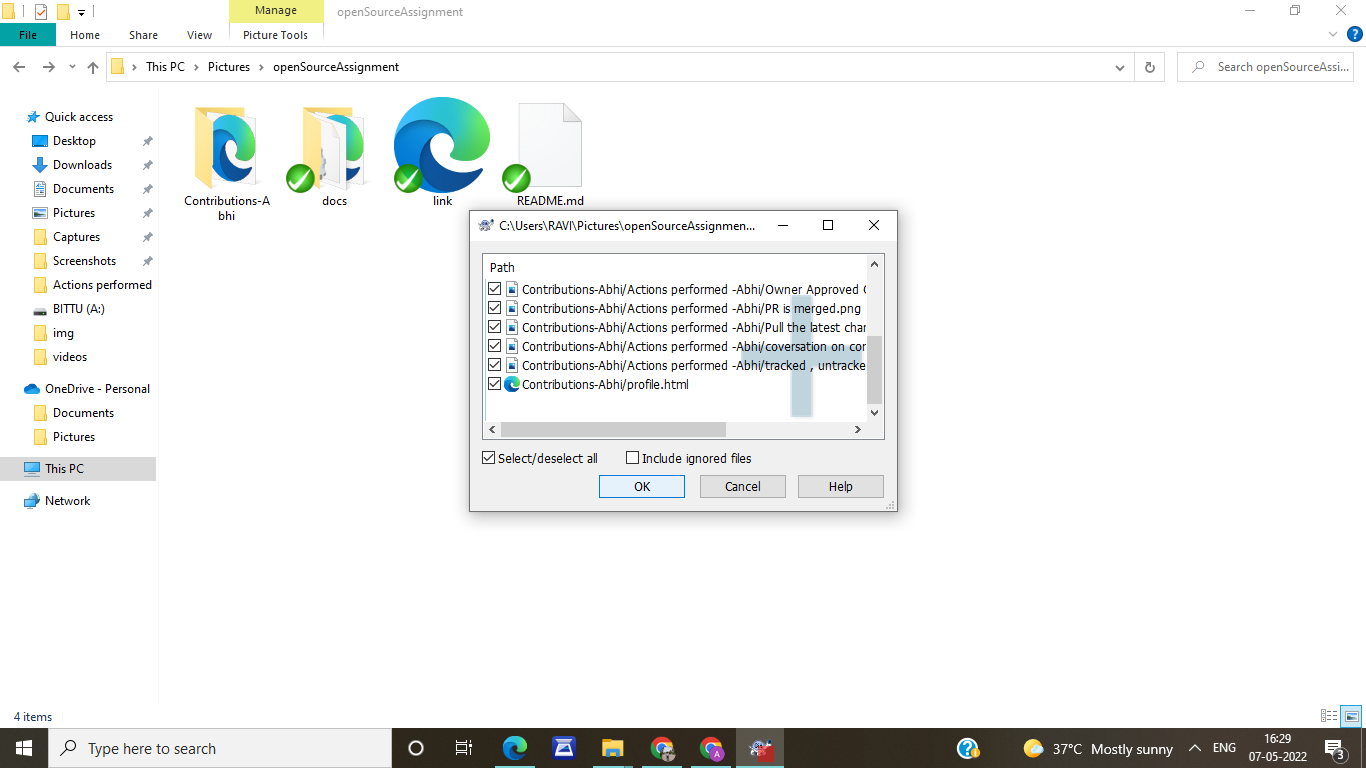 Manage
openSourceAssignment
File
Home
Share
View
Picture Tools
This PC
Pictures
openSourceAssignment
Search openSourceAssi...
Quick access
Desktop
Downloads
Documents
Pictures
Captures
Screenshots
Actions performed
BITTU (A:)
img
videos
OneDrive - Personal
Documents
Pictures
This PC
Network
Contributions-A
bhi
docs
link
README.md
C:\Users\RAVI\Pictures\openSourceAssignmen...
Path
Contributions-Abhi/Actions performed -Abhi/Owner Approved
Contributions-Abhi/Actions performed -Abhi/PR is merged.png
Contributions-Abhi/Actions performed -Abhi/Pull the latest char
Contributions-Abhi/Actions performed -Abhi/coversation on cor
Contributions-Abhi/Actions performed -Abhi/tracked , untracke
Contributions-Abhi/profile.html
Select/deselect all
Include ignored files
OK
Cancel
Help
4 items
Type here to search
37°C Mostly sunny
ENG
16:29
07-05-2022
3